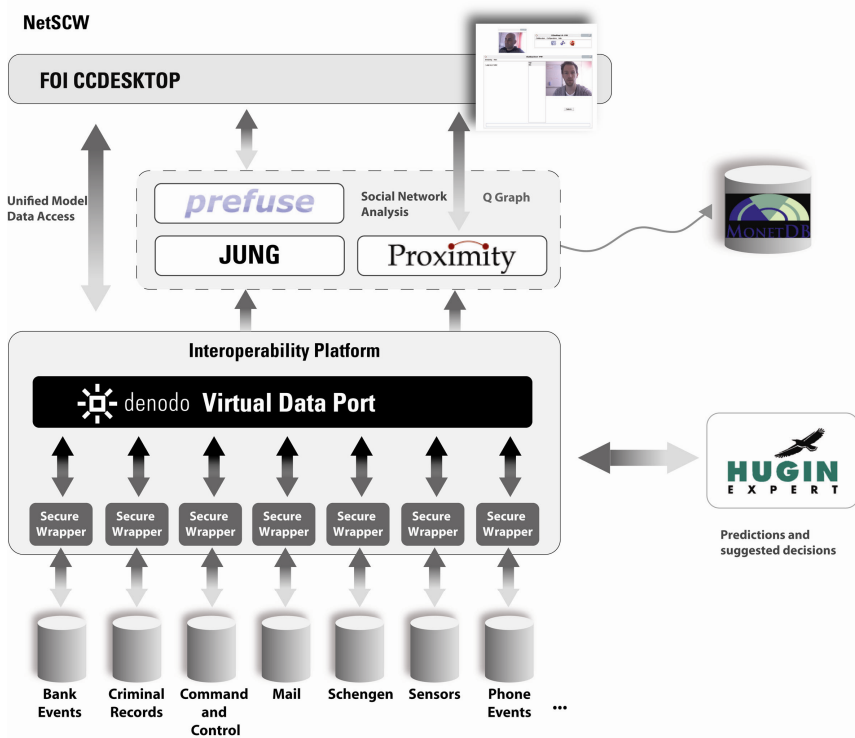 NetSCW
FOI CCDESKTOP
Unified Model
Data Access
prefuse
Social Network
Analysis
Q Graph
JUNG
Proximity
MONETDB
Interoperability Platform
denodo Virtual Data Port
Secure
Wrapper
Secure
Wrapper
Secure
Wrapper
Secure
Wrapper
Secure
Wrapper
Secure
Wrapper
Secure
Wrapper
HUGIN
EXPERT
Predictions and
suggested decisions
Bank
Events
Criminal
Records
Command
and
Control
Mail
Schengen
Sensors
Phone
Events
...